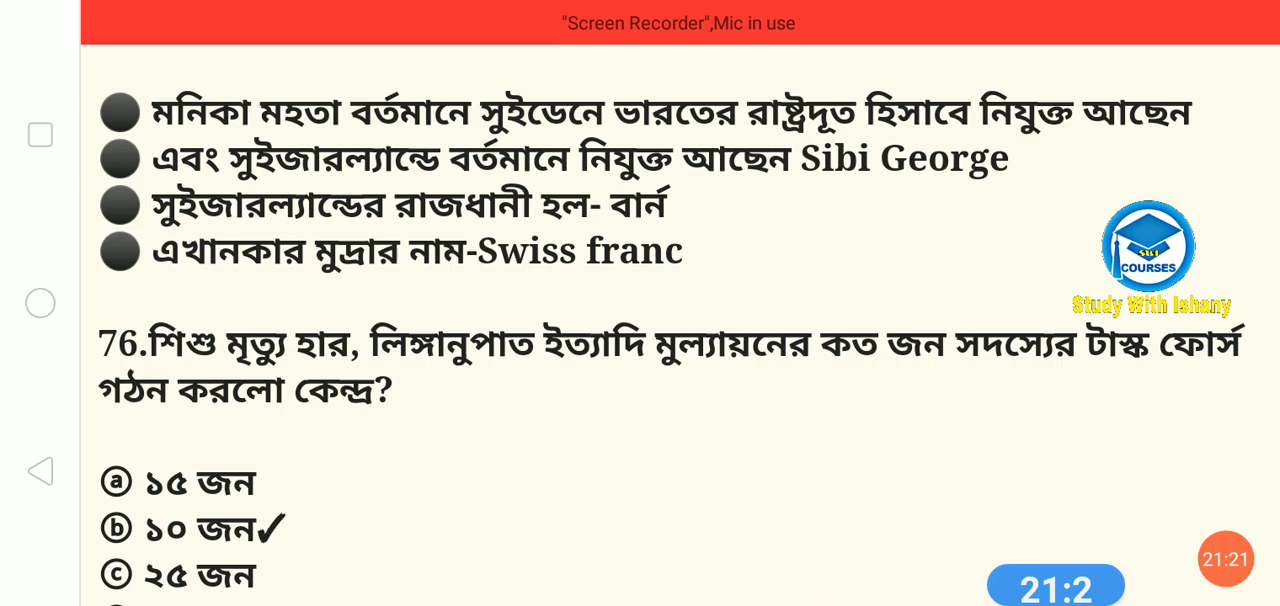 "Screen Recorder",Mic in use
● মনিকা মহতা বর্তমানে সুইডেনে ভারতের রাষ্ট্রদূত হিসাবে নিযুক্ত আছেন
● এবং সুইজারল্যান্ডে বর্তমানে নিযুক্ত আছেন Sibi George
● সুইজারল্যান্ডের রাজধানী হল- বার্ন
● এখানকার মুদ্রার নাম-Swiss franc
COURSES
Study With Ishany
76.শিশু মৃত্যু হার, লিঙ্গানুপাত ইত্যাদি মুল্যায়নের কত জন সদস্যের টাস্ক ফোর্স
গঠন করলো কেন্দ্র?
ⓐ ১৫ জন
ⓑ ১০ জন✓
ⓒ ২৫ জন
21:21
21:2